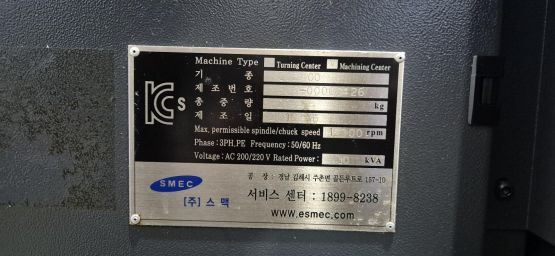 Machine Type Turning Center Machining Center
기 종
제 조 번 호
총 중 량 kg
제 조 일
Max, permissible spindle/chuck speed rpm
Phase : 3PH,PE Frequency : 50/60 Hz
Voltage : AC 200/220 V Rated Power : kVA
KCs
SMEC
[주] 스 맥
공 장 : 경남 김해시 주촌면 골든루트로 157-10
서비스 센터 : 1899-8238
www.esmec.com